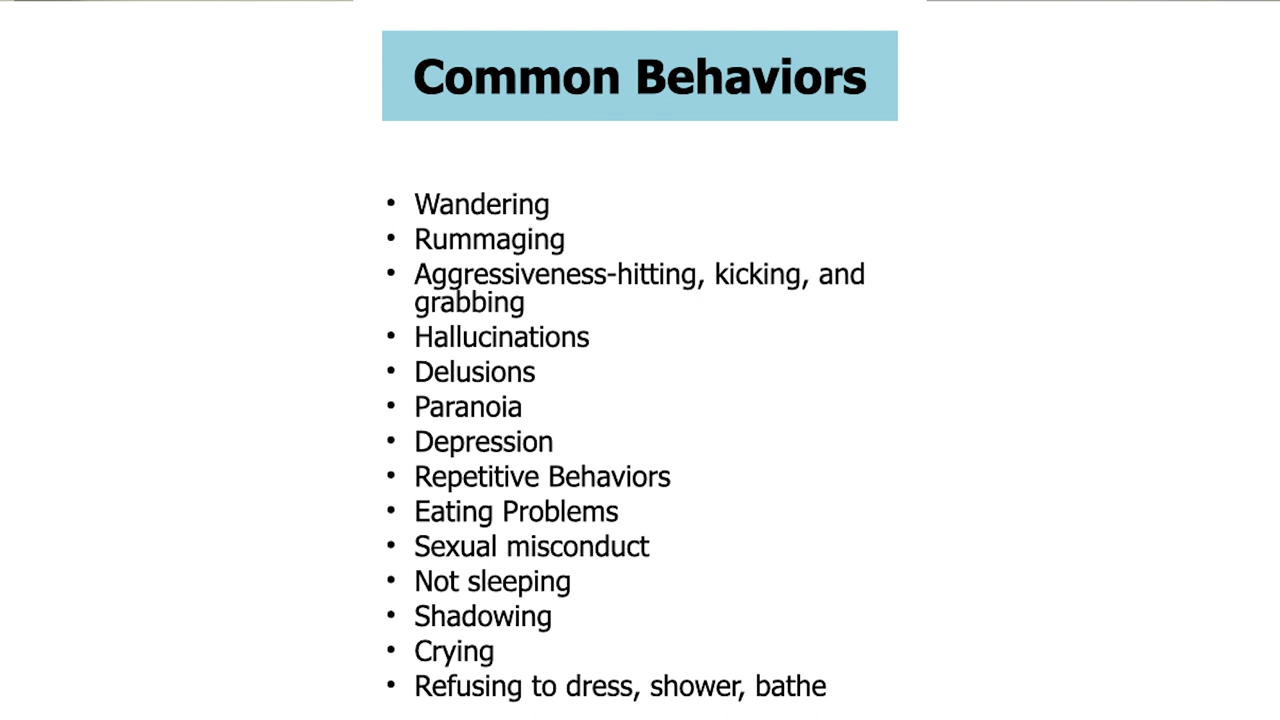 Common Behaviors
• Wandering
• Rummaging
• Aggressiveness-hitting, kicking, and
grabbing
• Hallucinations
• Delusions
• Paranoia
• Depression
• Repetitive Behaviors
• Eating Problems
• Sexual misconduct
• Not sleeping
• Shadowing
• Crying
• Refusing to dress, shower, bathe